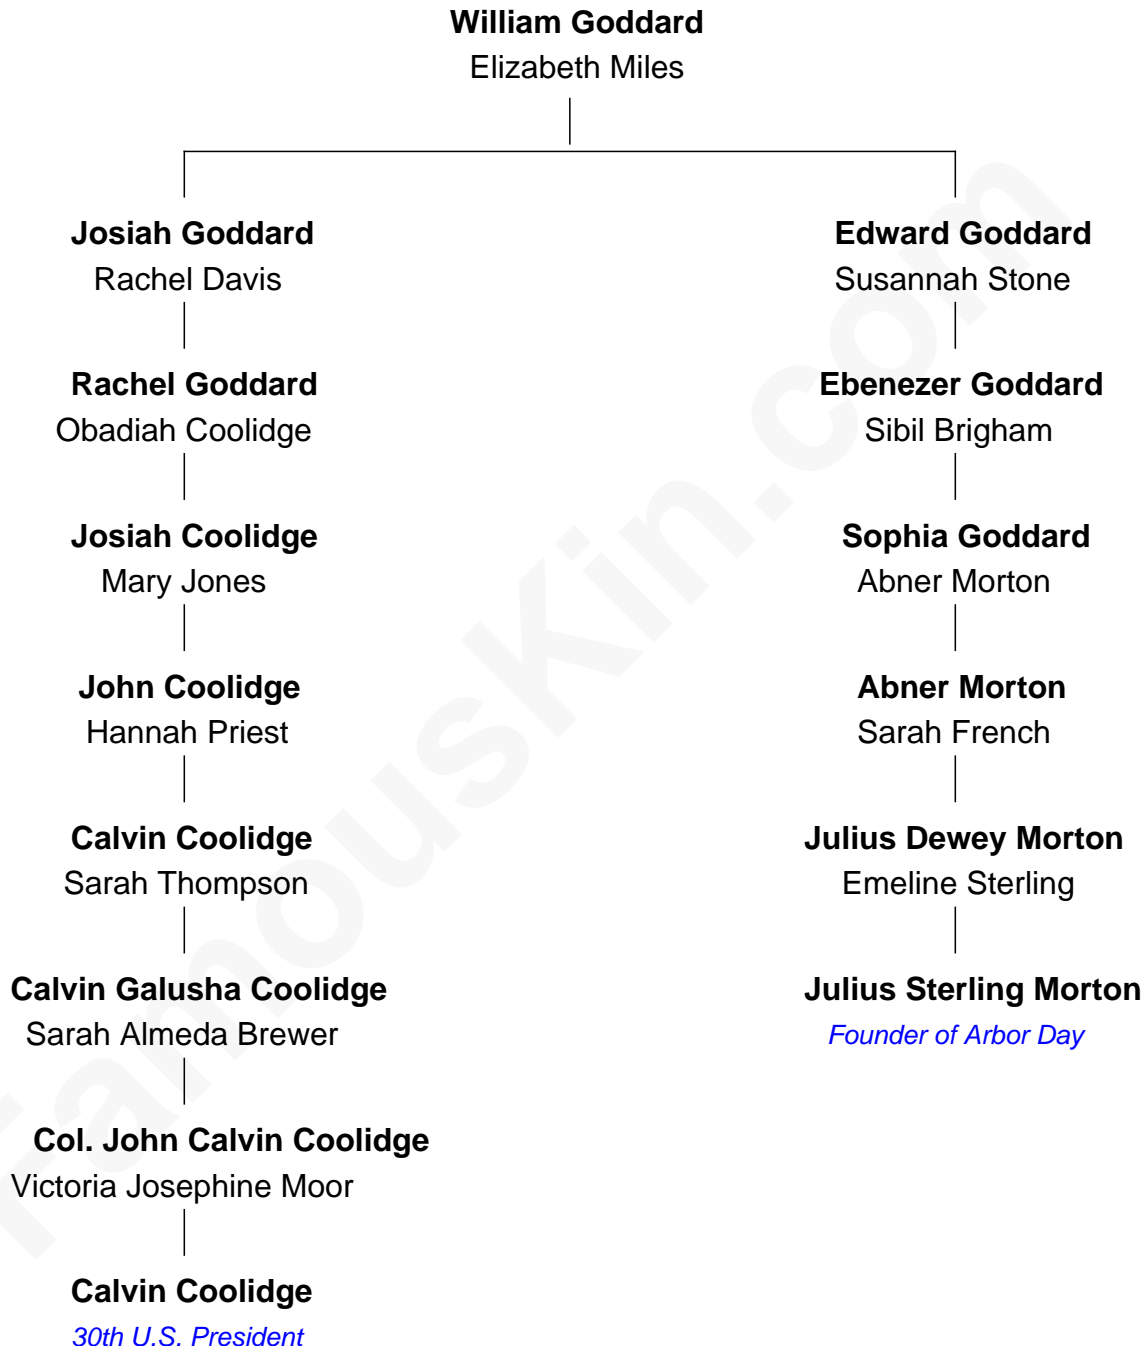 William Goddard
Elizabeth Miles
Josiah Goddard
Rachel Davis
Edward Goddard
Susannah Stone
Rachel Goddard
Obadiah Coolidge
Ebenezer Goddard
Sibil Brigham
Josiah Coolidge
Mary Jones
Sophia Goddard
Abner Morton
John Coolidge
Hannah Priest
Abner Morton
Sarah French
Calvin Coolidge
Sarah Thompson
Julius Dewey Morton
Emeline Sterling
Calvin Galusha Coolidge
Sarah Almeda Brewer
Julius Sterling Morton
Founder of Arbor Day
Col. John Calvin Coolidge
Victoria Josephine Moor
Calvin Coolidge
30th U.S. President
FamousKin.com